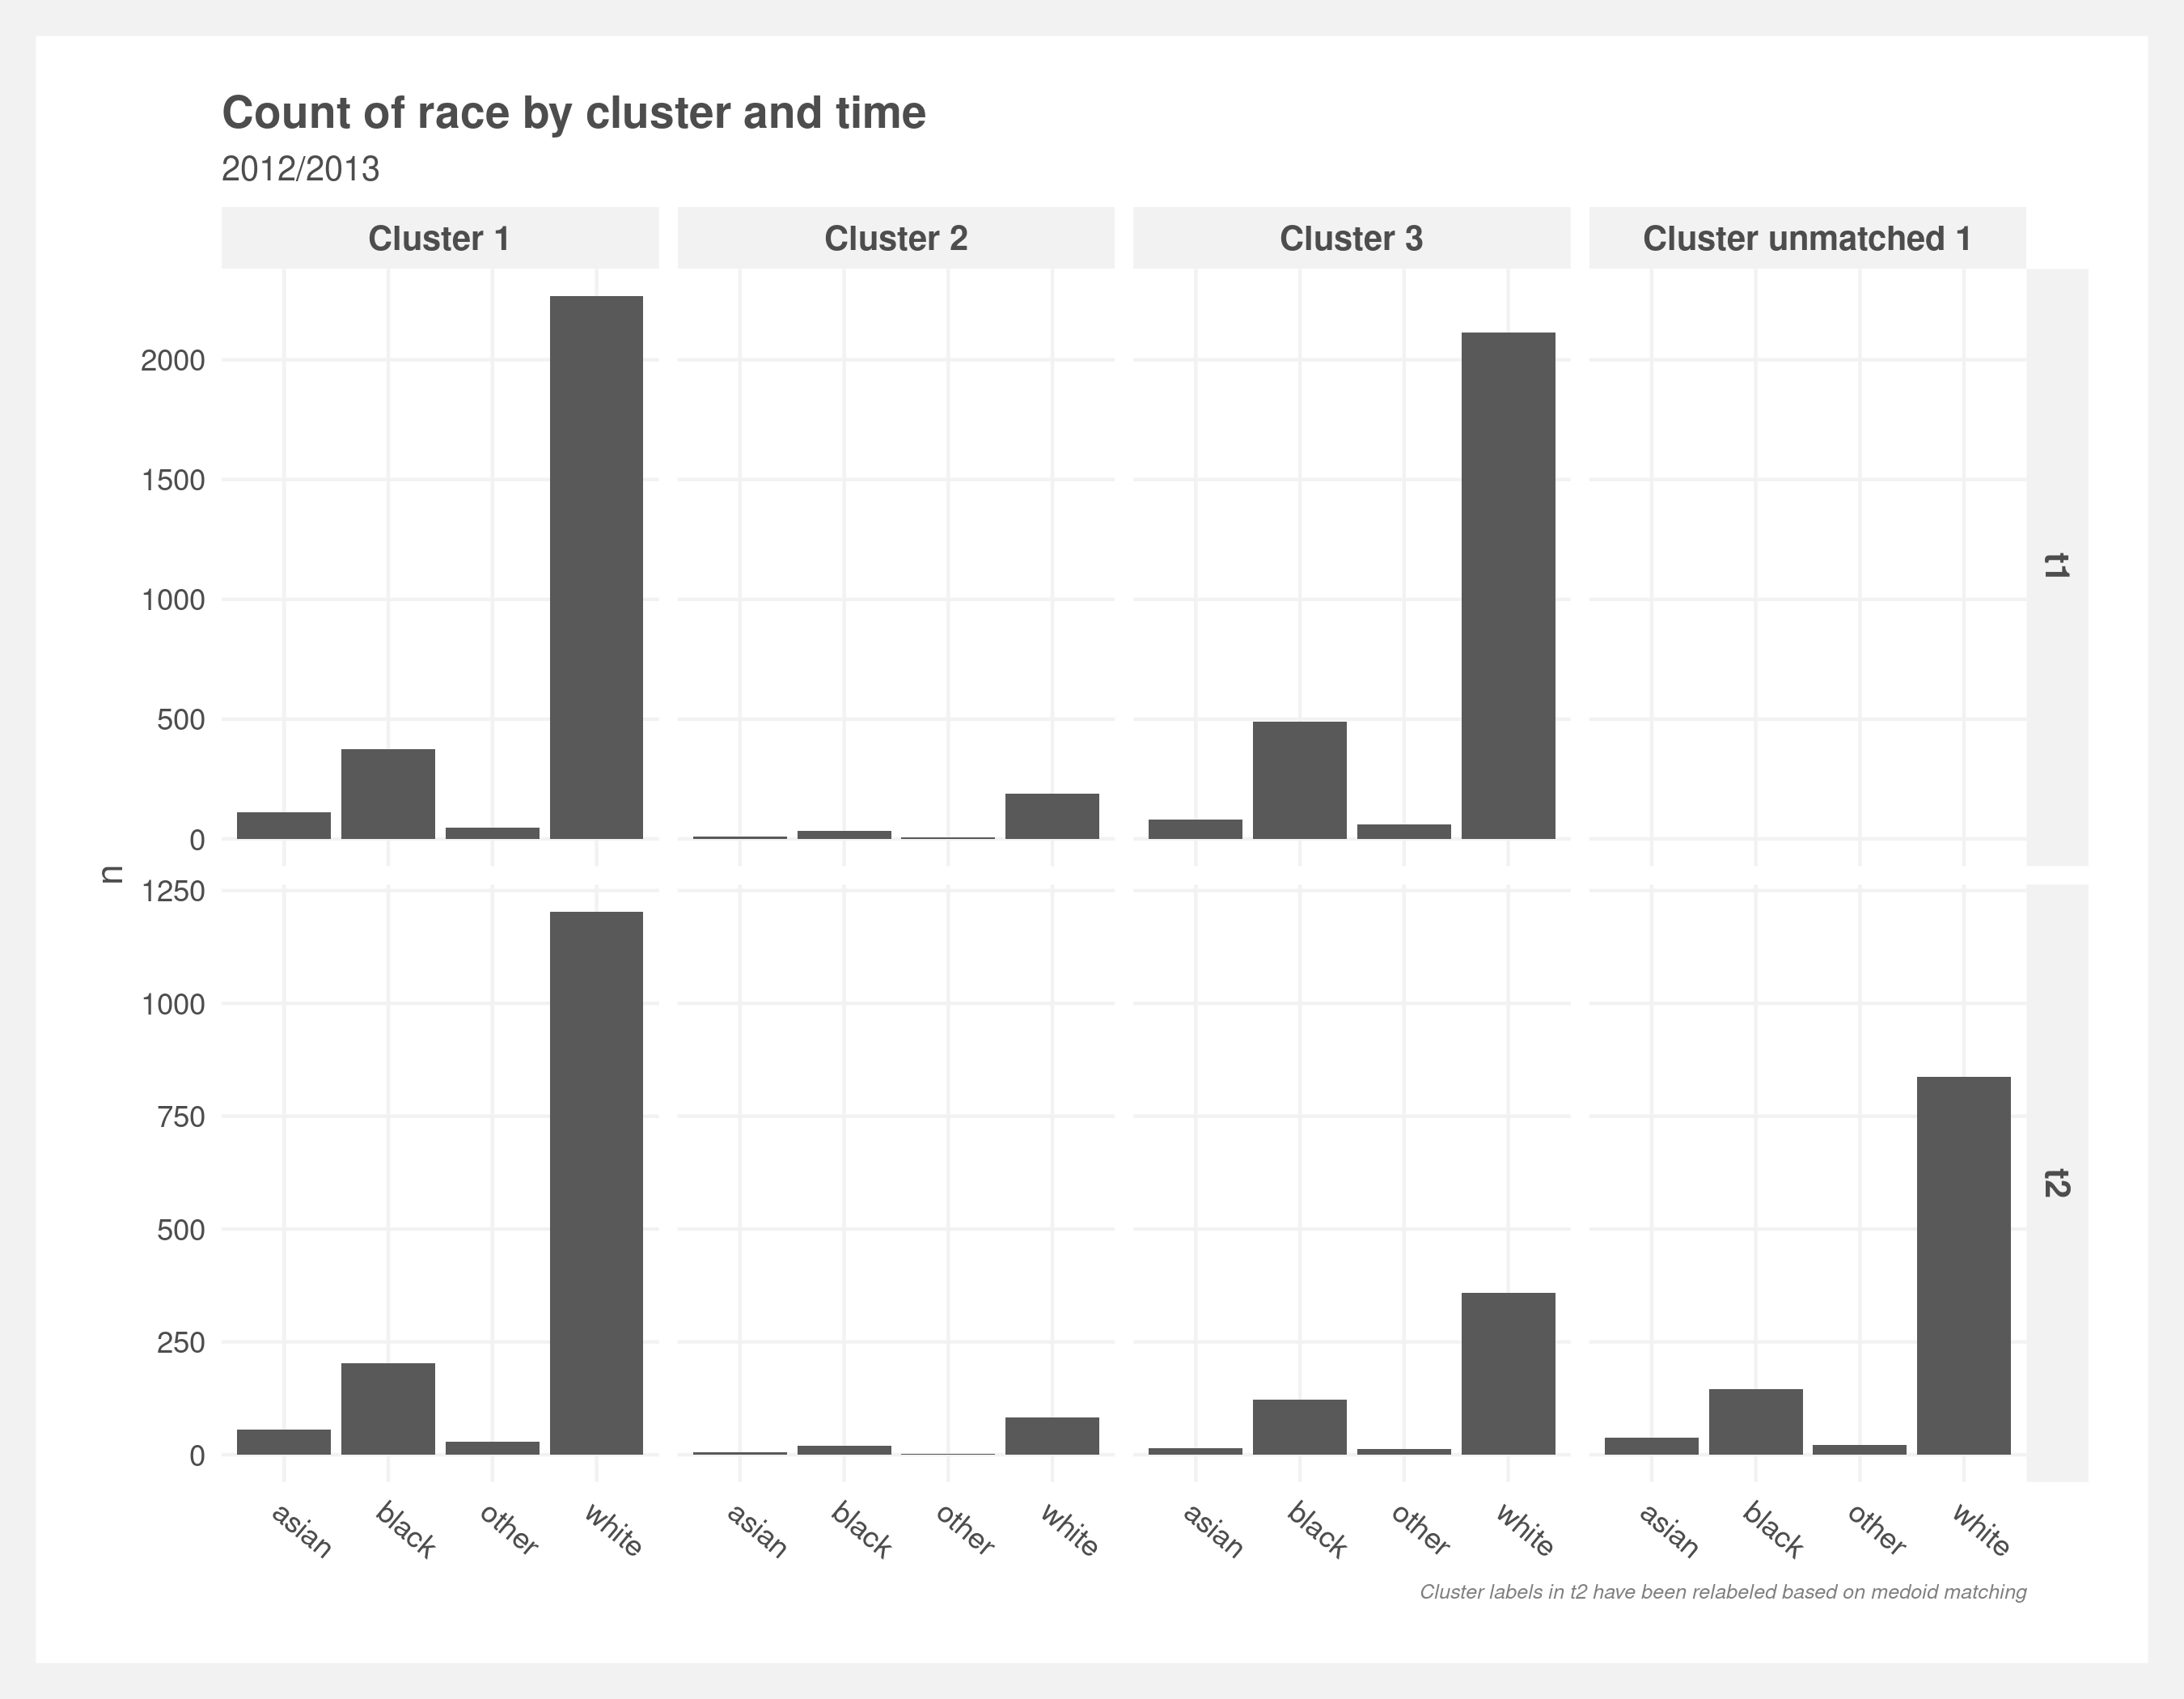 Count of race by cluster and time
2012/2013
Cluster 1 Cluster 2 Cluster 3 Cluster unmatched 1
2000
1500
1000
500
0
t1
n
1250
1000
750
500
250
0
t2
asian black other white asian black other white asian black other white asian black other white
Cluster labels in t2 have been relabeled based on medoid matching